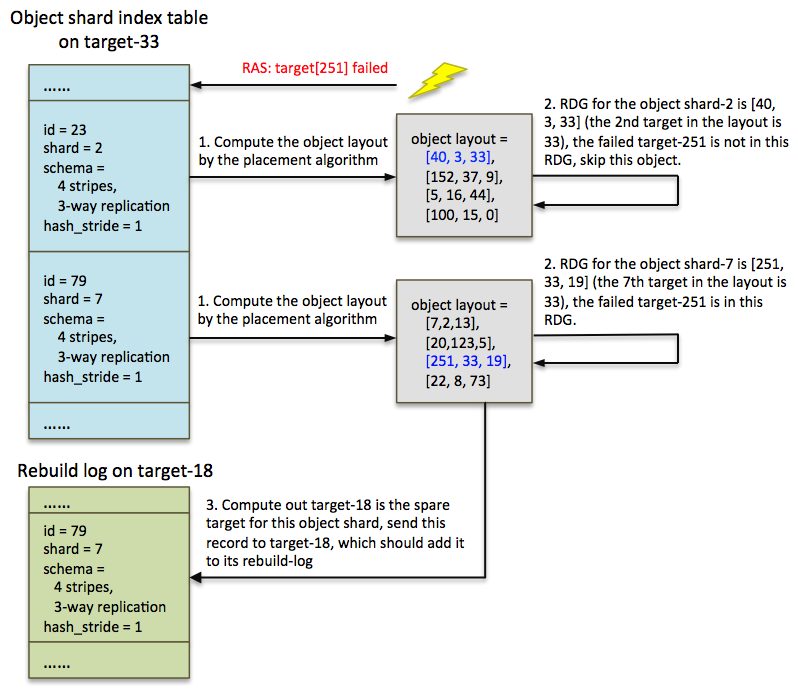 Object shard index table
on target-33
RAS: target[251] failed
......
id = 23
shard = 2
schema =
4 stripes,
3-way replication
hash_stride = 1
1. Compute the object layout
by the placement algorithm
object layout =
[40, 3, 33],
[152, 37, 9],
[5, 16, 44],
[100, 15, 0]
2. RDG for the object shard-2 is [40,
3, 33] (the 2nd target in the layout is
33), the failed target-251 is not in this
RDG, skip this object.
id = 79
shard = 7
schema =
4 stripes,
3-way replication
hash_stride = 1
1. Compute the object layout
by the placement algorithm
object layout =
[7,2,13],
[20,123,5],
[251, 33, 19],
[22, 8, 73]
2. RDG for the object shard-7 is [251,
33, 19] (the 7th target in the layout is
33), the failed target-251 is in this
RDG.
......
Rebuild log on target-18
......
id = 79
shard = 7
schema =
4 stripes,
3-way replication
hash_stride = 1
......
3. Compute out target-18 is the spare
target for this object shard, send this
record to target-18, which should add it
to its rebuild-log